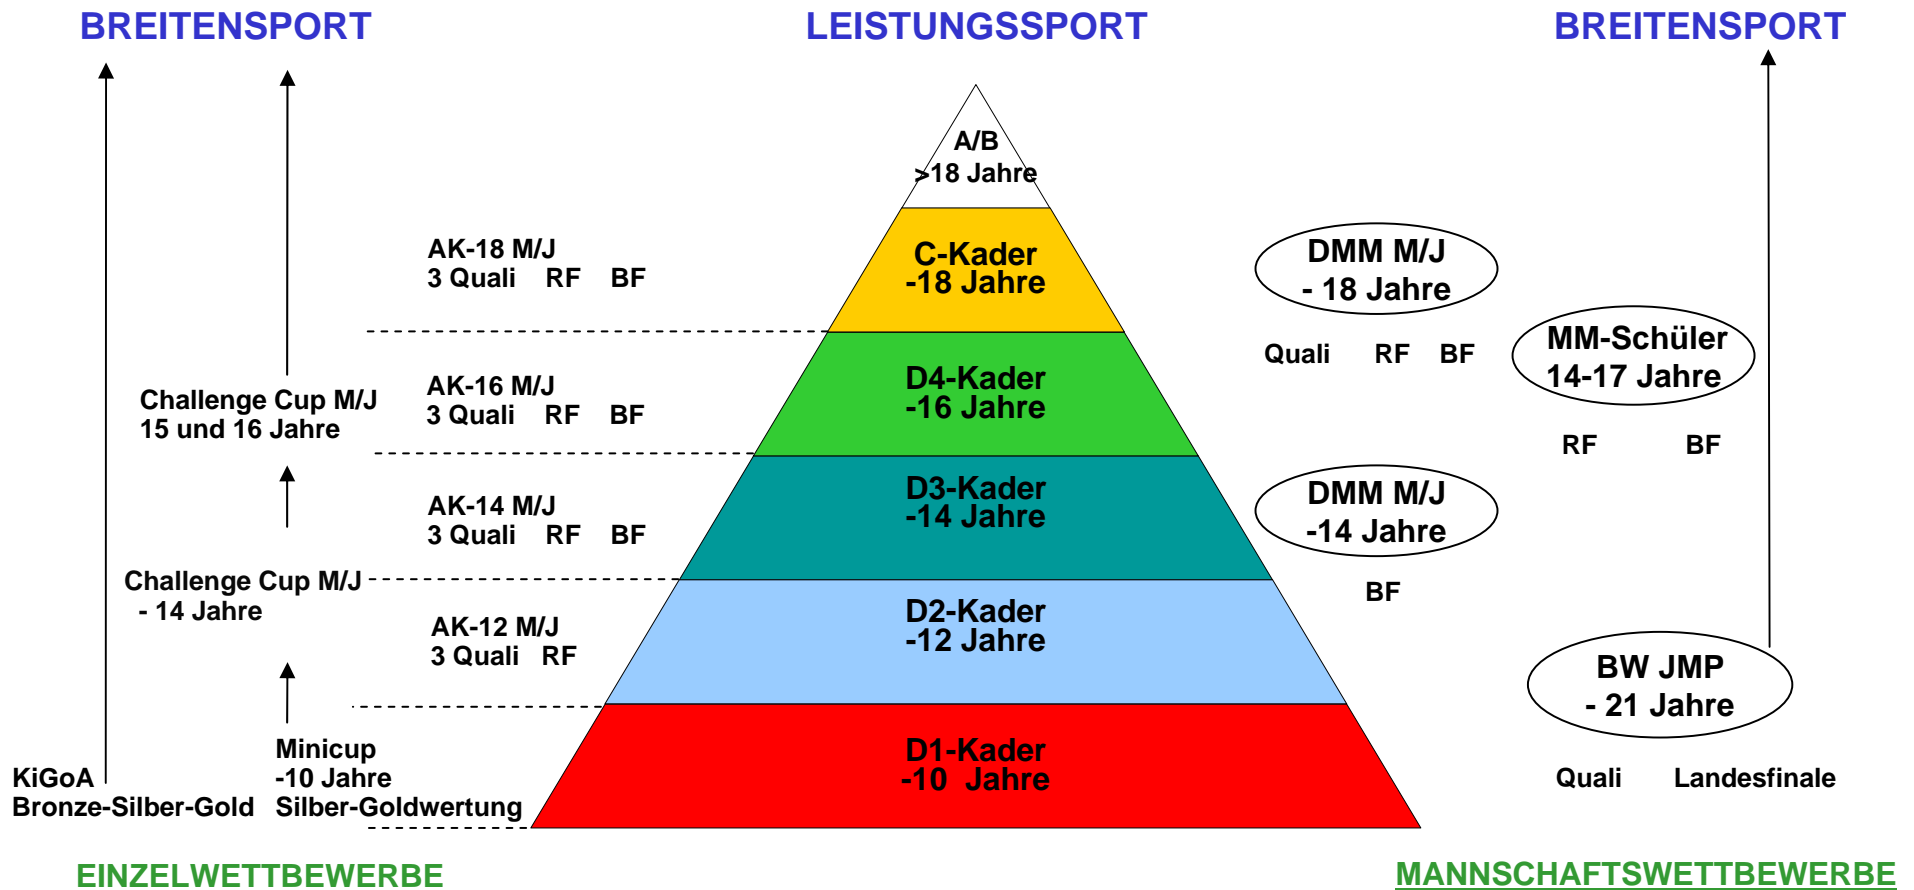 BREITENSPORT
LEISTUNGSSPORT
BREITENSPORT
A/B
>18 Jahre
AK-18 M/J
3 Quali RF BF
C-Kader
-18 Jahre
DMM M/J
- 18 Jahre
Quali RF BF
MM-Schüler
14-17 Jahre
RF BF
Challenge Cup M/J
15 und 16 Jahre
AK-16 M/J
3 Quali RF BF
D4-Kader
-16 Jahre
AK-14 M/J
3 Quali RF BF
D3-Kader
-14 Jahre
DMM M/J
-14 Jahre
BF
Challenge Cup M/J
- 14 Jahre
AK-12 M/J
3 Quali RF
D2-Kader
-12 Jahre
BW JMP
- 21 Jahre
Quali Landesfinale
KiGoA
Bronze-Silber-Gold
Minicup
-10 Jahre
Silber-Goldwertung
D1-Kader
-10 Jahre
EINZELWETTBEWERBE
MANNSCHAFTSWETTBEWERBE